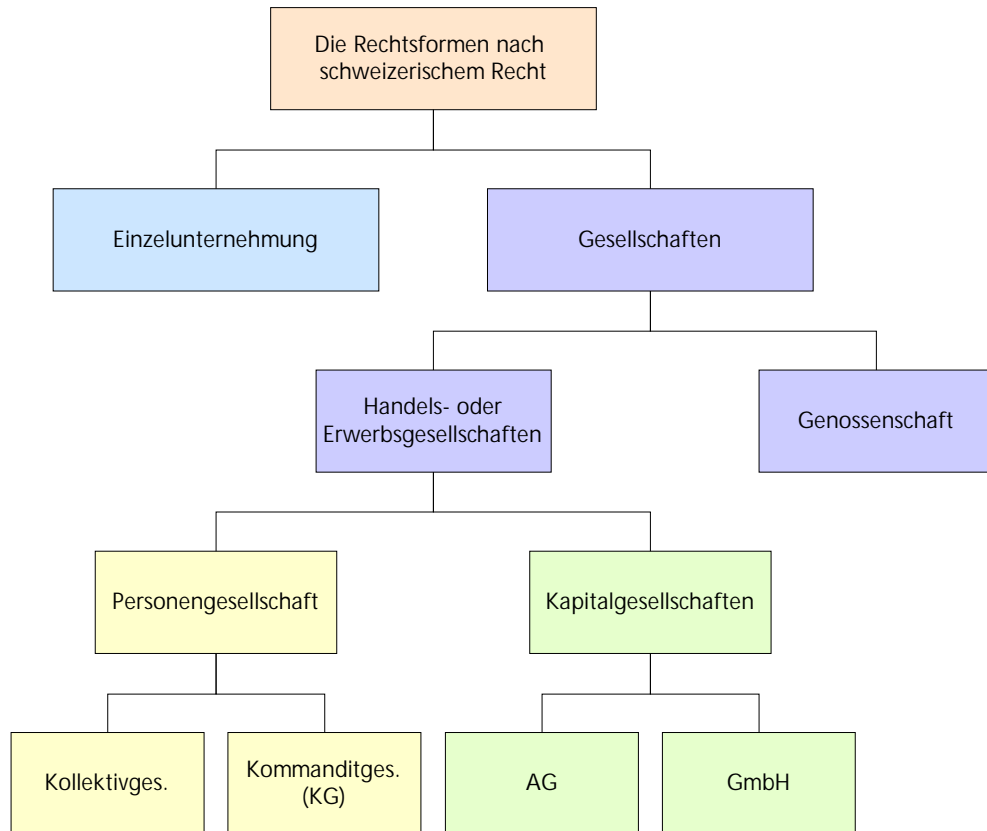 Die Rechtsformen nach
schweizerischem Recht
Einzelunternehmung
Gesellschaften
Handels- oder
Erwerbsgesellschaften
Genossenschaft
Personengesellschaft
Kapitalgesellschaften
Kollektivges.
Kommanditges.
(KG)
AG
GmbH